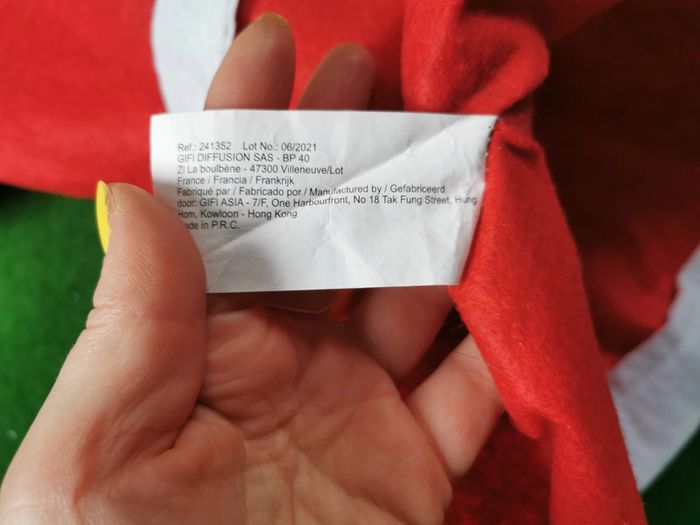 Ref.: 241352 Lot No.: 06/2021
GIFI DIFFUSION SAS - BP 40
ZI La boulbène - 47300 Villeneuve/Lot
France / Francia / Frankrijk
Fabriqué par / Fabricado por / Manufactured by / Gefabriceerd
door: GIFI ASIA - 7/F, One Harbourfront, No 18 Tak Fung Street, Hung
Hom, Kowloon - Hong Kong
ade in P.R.C.